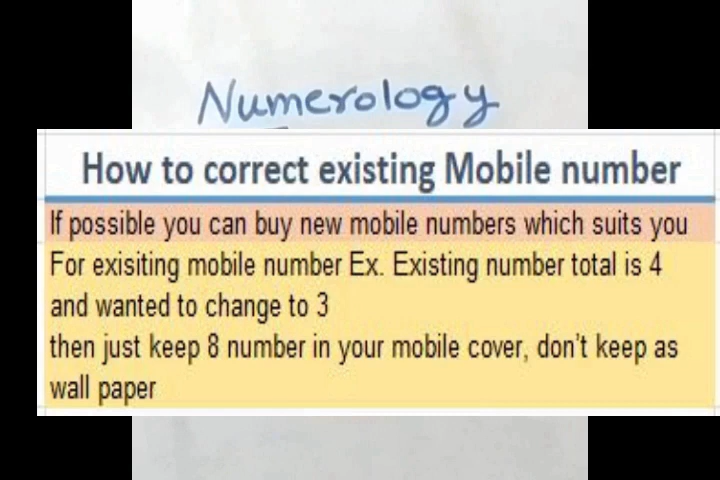 Numerology
How to correct existing Mobile number
If possible you can buy new mobile numbers which suits you
For exisiting mobile number Ex. Existing number total is 4
and wanted to change to 3
then just keep 8 number in your mobile cover, don't keep as
wall paper